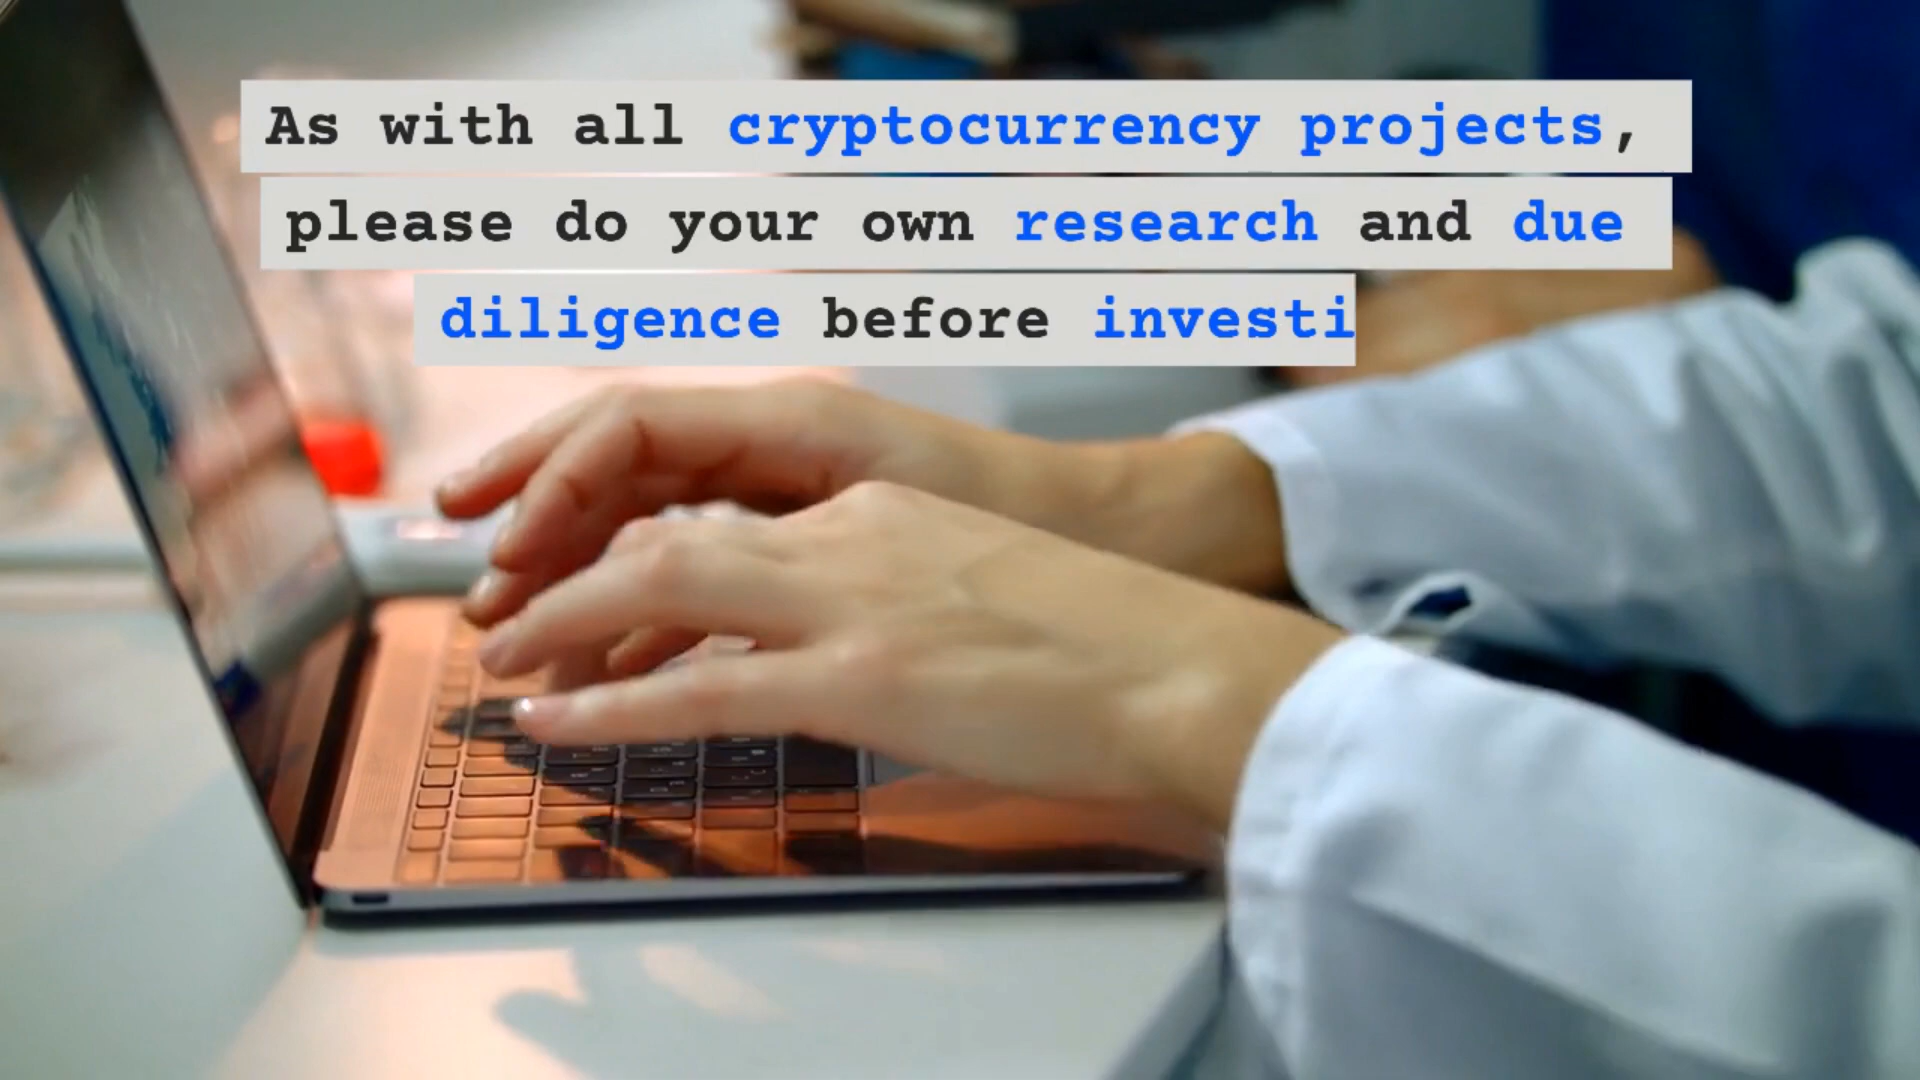 As with all cryptocurrency projects,
please do your own research and due
diligence before investi